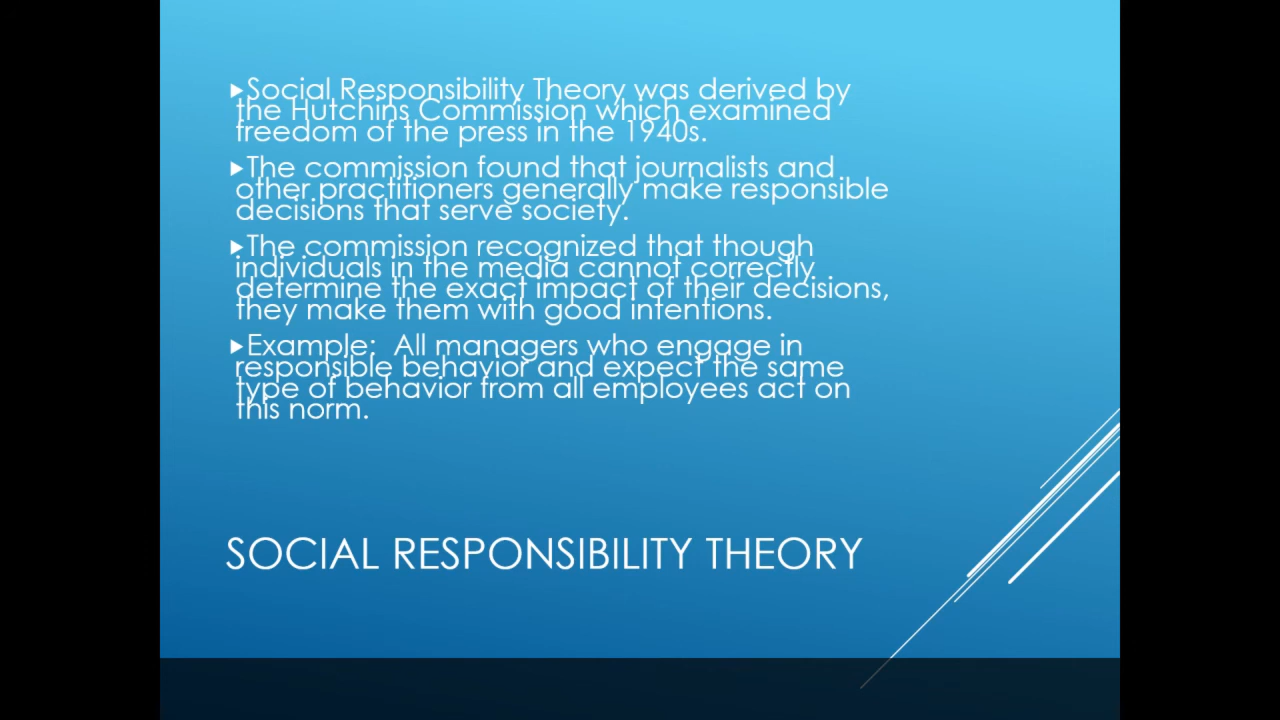 ▶Social Responsibility Theory was derived by
the Hutchins Commission which examined
freedom of the press in the 1940s.
▶The commission found that journalists and
other practitioners generally make responsible
decisions that serve society.
▶The commission recognized that though
individuals in the media cannot correctly
determine the exact impact of their decisions,
they make them with good intentions.
▶Example:  All managers who engage in
responsible behavior and expect the same
type of behavior from all employees act on
this norm.
SOCIAL RESPONSIBILITY THEORY